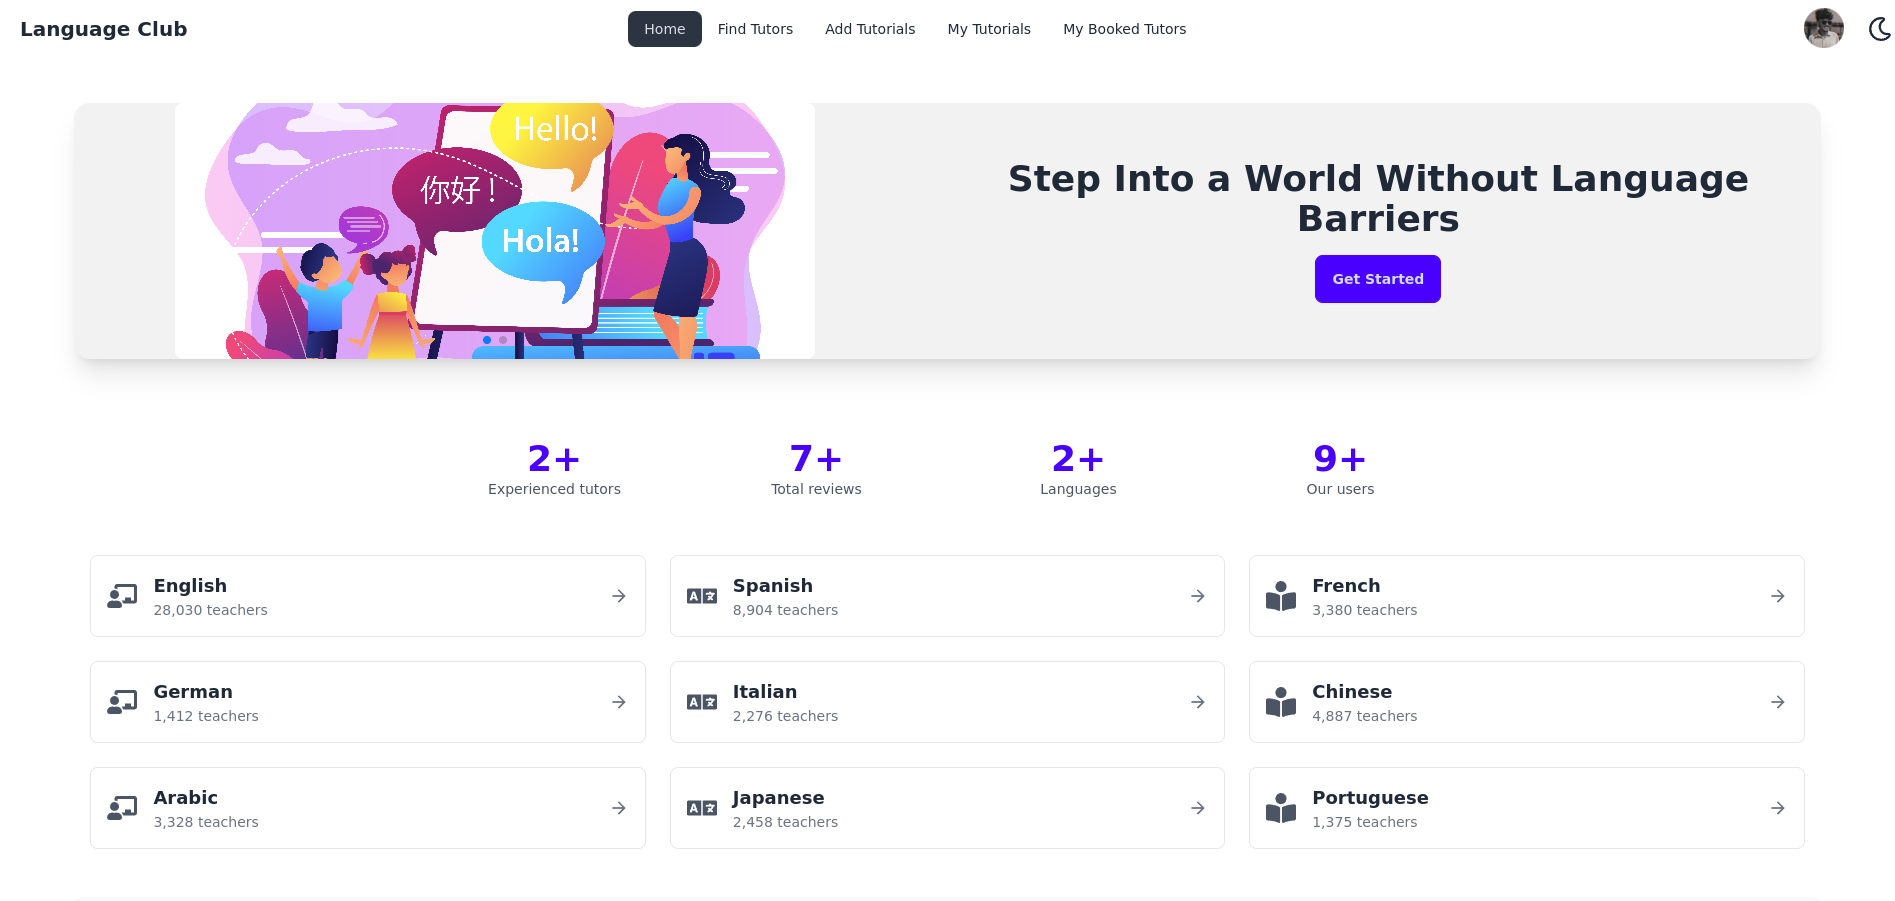 Language Club
Home
Find Tutors
Add Tutorials
My Tutorials
My Booked Tutors
Hello!
你好 !
Hola!
Step Into a World Without Language
Barriers
Get Started
2+
Experienced tutors
7+
Total reviews
2+
Languages
9+
Our users
English
28,030 teachers
Spanish
8,904 teachers
French
3,380 teachers
German
1,412 teachers
Italian
2,276 teachers
Chinese
4,887 teachers
Arabic
3,328 teachers
Japanese
2,458 teachers
Portuguese
1,375 teachers